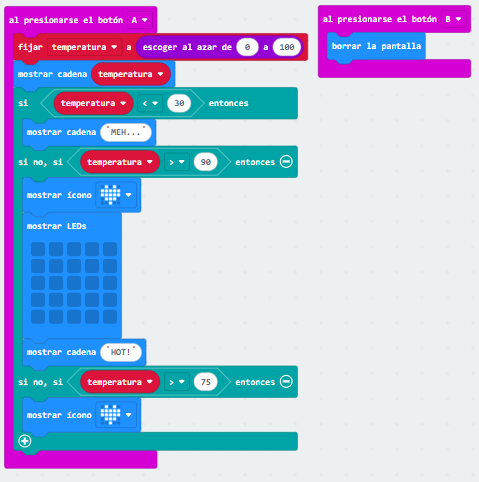 al presionarse el botón A
fijar temperatura a escoger al azar de 0 a 100
mostrar cadena temperatura
si temperatura < 30 entonces
mostrar cadena "MEH..."
si no, si temperatura > 90 entonces
mostrar ícono
mostrar LEDs
mostrar cadena "HOT!"
si no, si temperatura > 75 entonces
mostrar ícono
al presionarse el botón B
borrar la pantalla